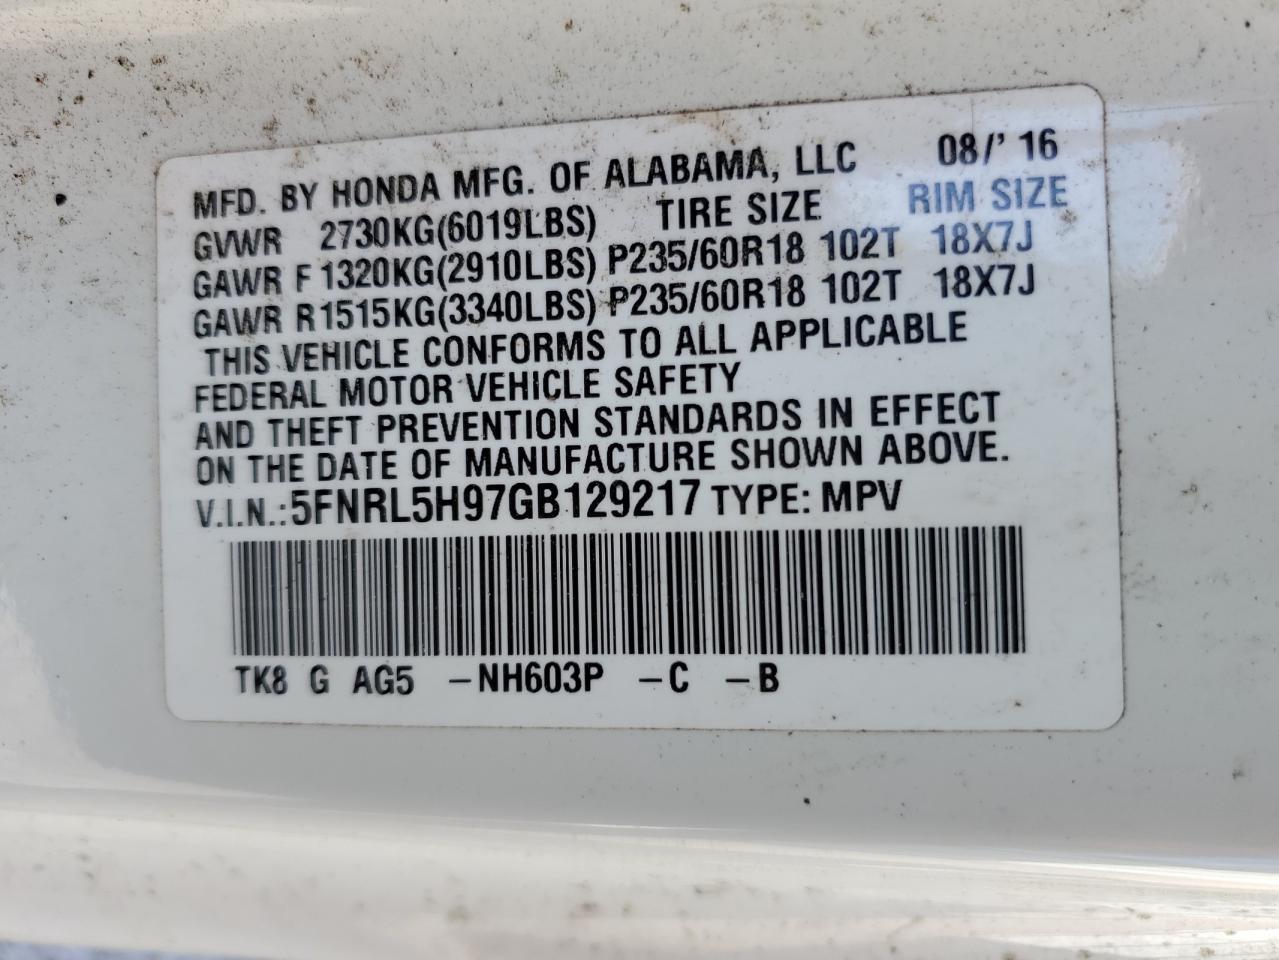 MFD. BY HONDA MFG. OF ALABAMA, LLC 08/' 16
GVWR 2730KG(6019LBS) TIRE SIZE RIM SIZE
GAWR F 1320KG(2910LBS) P235/60R18 102T 18X7J
GAWR R1515KG(3340LBS) P235/60R18 102T 18X7J
THIS VEHICLE CONFORMS TO ALL APPLICABLE
FEDERAL MOTOR VEHICLE SAFETY
AND THEFT PREVENTION STANDARDS IN EFFECT
ON THE DATE OF MANUFACTURE SHOWN ABOVE.
V.I.N.:5FNRL5H97GB129217 TYPE: MPV
TK8 G AG5 –NH603P –C –B